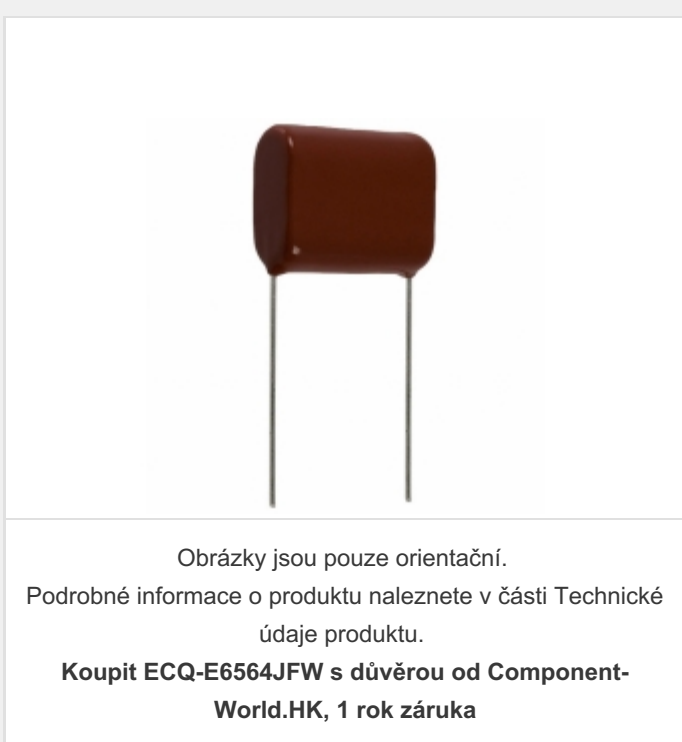 Obrázky jsou pouze orientační.
Podrobné informace o produktu naleznete v části Technické
údaje produktu.
Koupit ECQ-E6564JFW s důvěrou od Component-
World.HK, 1 rok záruka